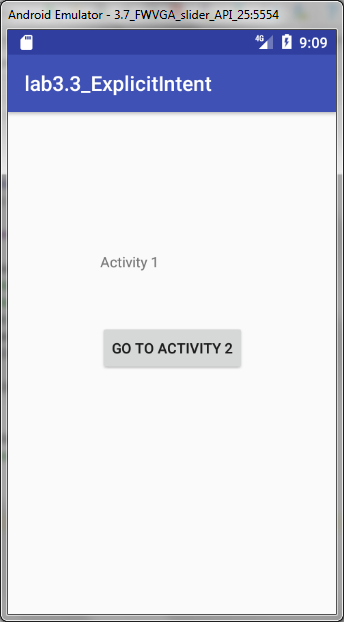 Android Emulator - 3.7_FWVGA_slider_API_25:5554
4G 9:09
lab3.3_ExplicitIntent
Activity 1
GO TO ACTIVITY 2